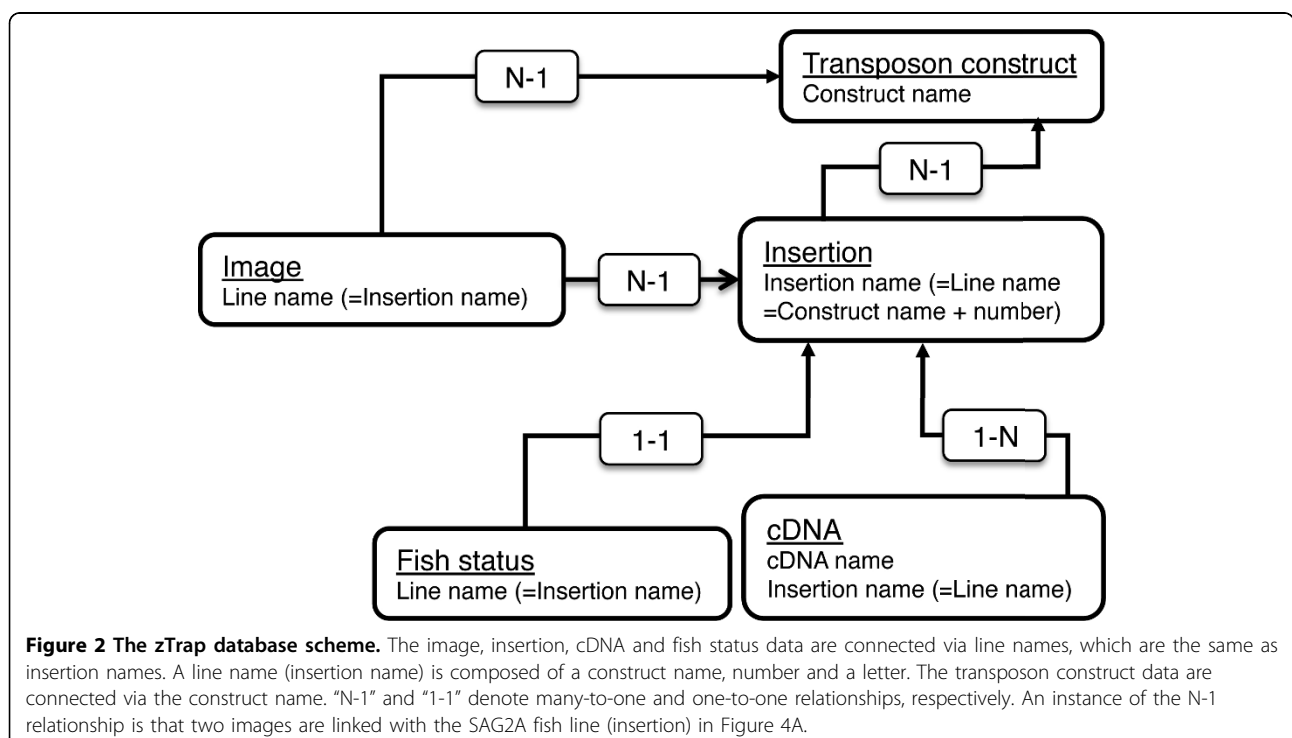 Transposon construct
Construct name
N-1
N-1
Image
Line name (=Insertion name)
N-1
Insertion
Insertion name (=Line name
=Construct name + number)
1-1
1-N
Fish status
Line name (=Insertion name)
cDNA
cDNA name
Insertion name (=Line name)
Figure 2 The zTrap database scheme. The image, insertion, cDNA and fish status data are connected via line names, which are the same as
insertion names. A line name (insertion name) is composed of a construct name, number and a letter. The transposon construct data are
connected via the construct name. “N-1” and “1-1” denote many-to-one and one-to-one relationships, respectively. An instance of the N-1
relationship is that two images are linked with the SAG2A fish line (insertion) in Figure 4A.